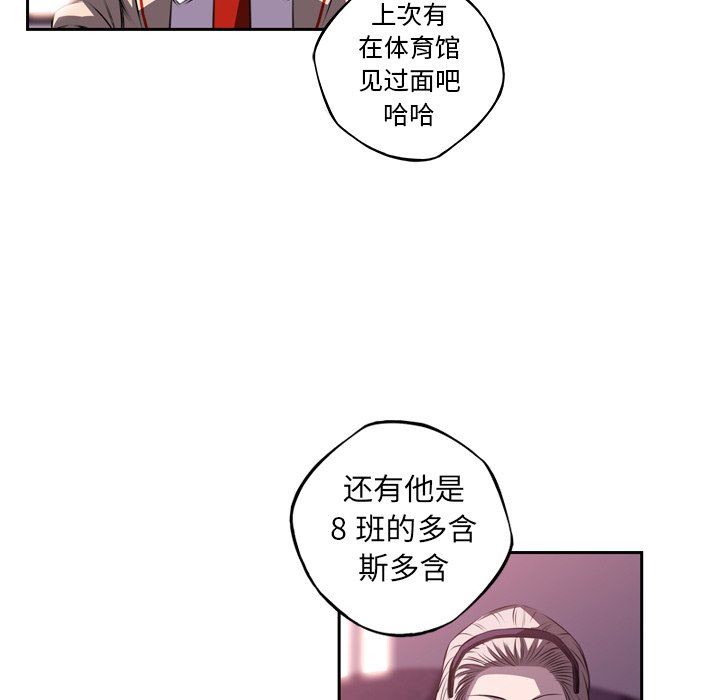 上次有
在体育馆
见过面吧
哈哈
还有他是
8 班的多含
斯多含